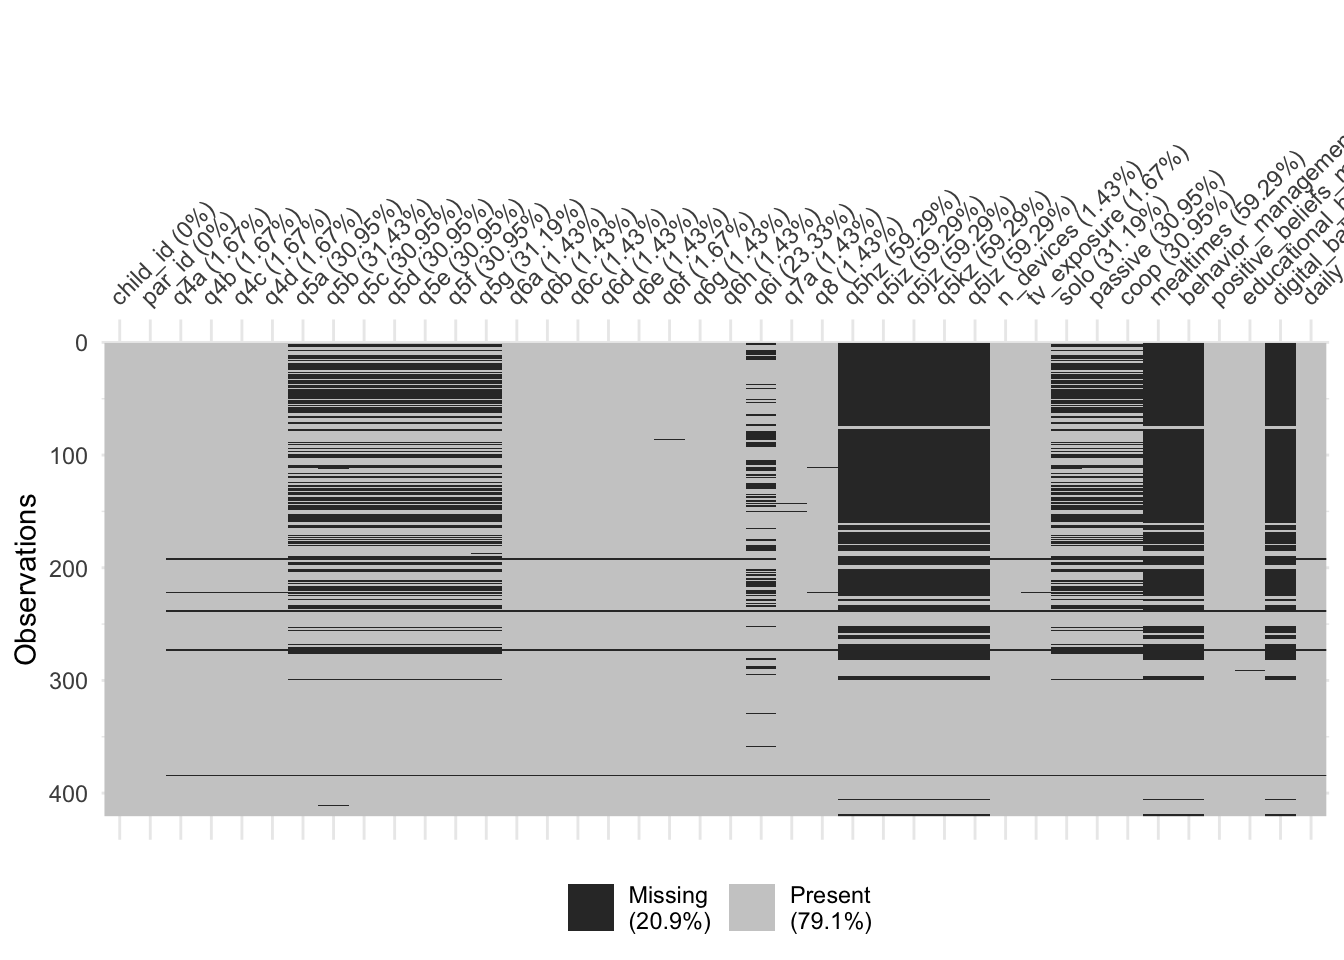 child_id (0%)
par_id (0%)
q4a (1.67%)
q4b (1.67%)
q4c (1.67%)
q4d (1.67%)
q5a (30.95%)
q5b (31.43%)
q5c (30.95%)
q5d (30.95%)
q5e (30.95%)
q5f (30.95%)
q5g (31.19%)
q6a (1.43%)
q6b (1.43%)
q6c (1.43%)
q6d (1.43%)
q6e (1.43%)
q6f (1.67%)
q6g (1.43%)
q6h (1.43%)
q6i (23.33%)
q7a (1.43%)
q8 (1.43%)
q5hz (59.29%)
q5iz (59.29%)
q5jz (59.29%)
q5kz (59.29%)
q5lz (59.29%)
n_devices (1.43%)
tv_exposure (1.67%)
solo (31.19%)
passive (30.95%)
coop (30.95%)
mealtimes (59.29%)
behavior_management
positive_beliefs_m
educational_
digital_ba
daily_
0
100
200
300
400
Observations
Missing
(20.9%)
Present
(79.1%)